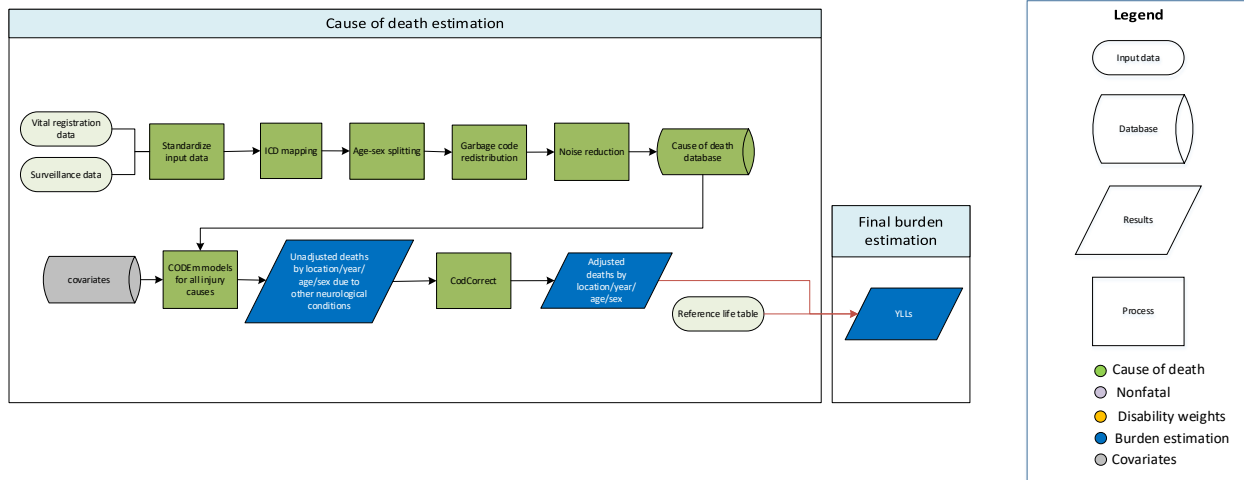 Cause of death estimation
Vital registration
data
Surveillance data
Standardize
input data
ICD mapping
Age-sex splitting
Garbage code
redistribution
Noise reduction
Cause of death
database
covariates
CODEm models
for all injury
causes
Unadjusted deaths
by location/year/
age/sex due to
other neurological
conditions
CodCorrect
Adjusted
deaths by
location/year/
age/sex
Reference life table
Final burden
estimation
YLLs
Legend
Input data
Database
Results
Process
Cause of death
Nonfatal
Disability weights
Burden estimation
Covariates